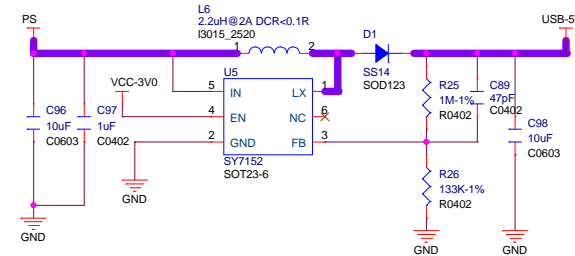 PS
L6
2.2uH@2A DCR<0.1R
I3015_2520
1
2
D1
SS14
SOD123
USB-5
VCC-3V0
U5
5
IN
LX
1
4
EN
NC
6
2
GND
FB
3
SY7152
SOT23-6
C96
10uF
C0603
C97
1uF
C0402
R25
1M-1%
R0402
C89
47pF
C0402
C98
10uF
C0603
R26
133K-1%
R0402
GND
GND
GND
GND